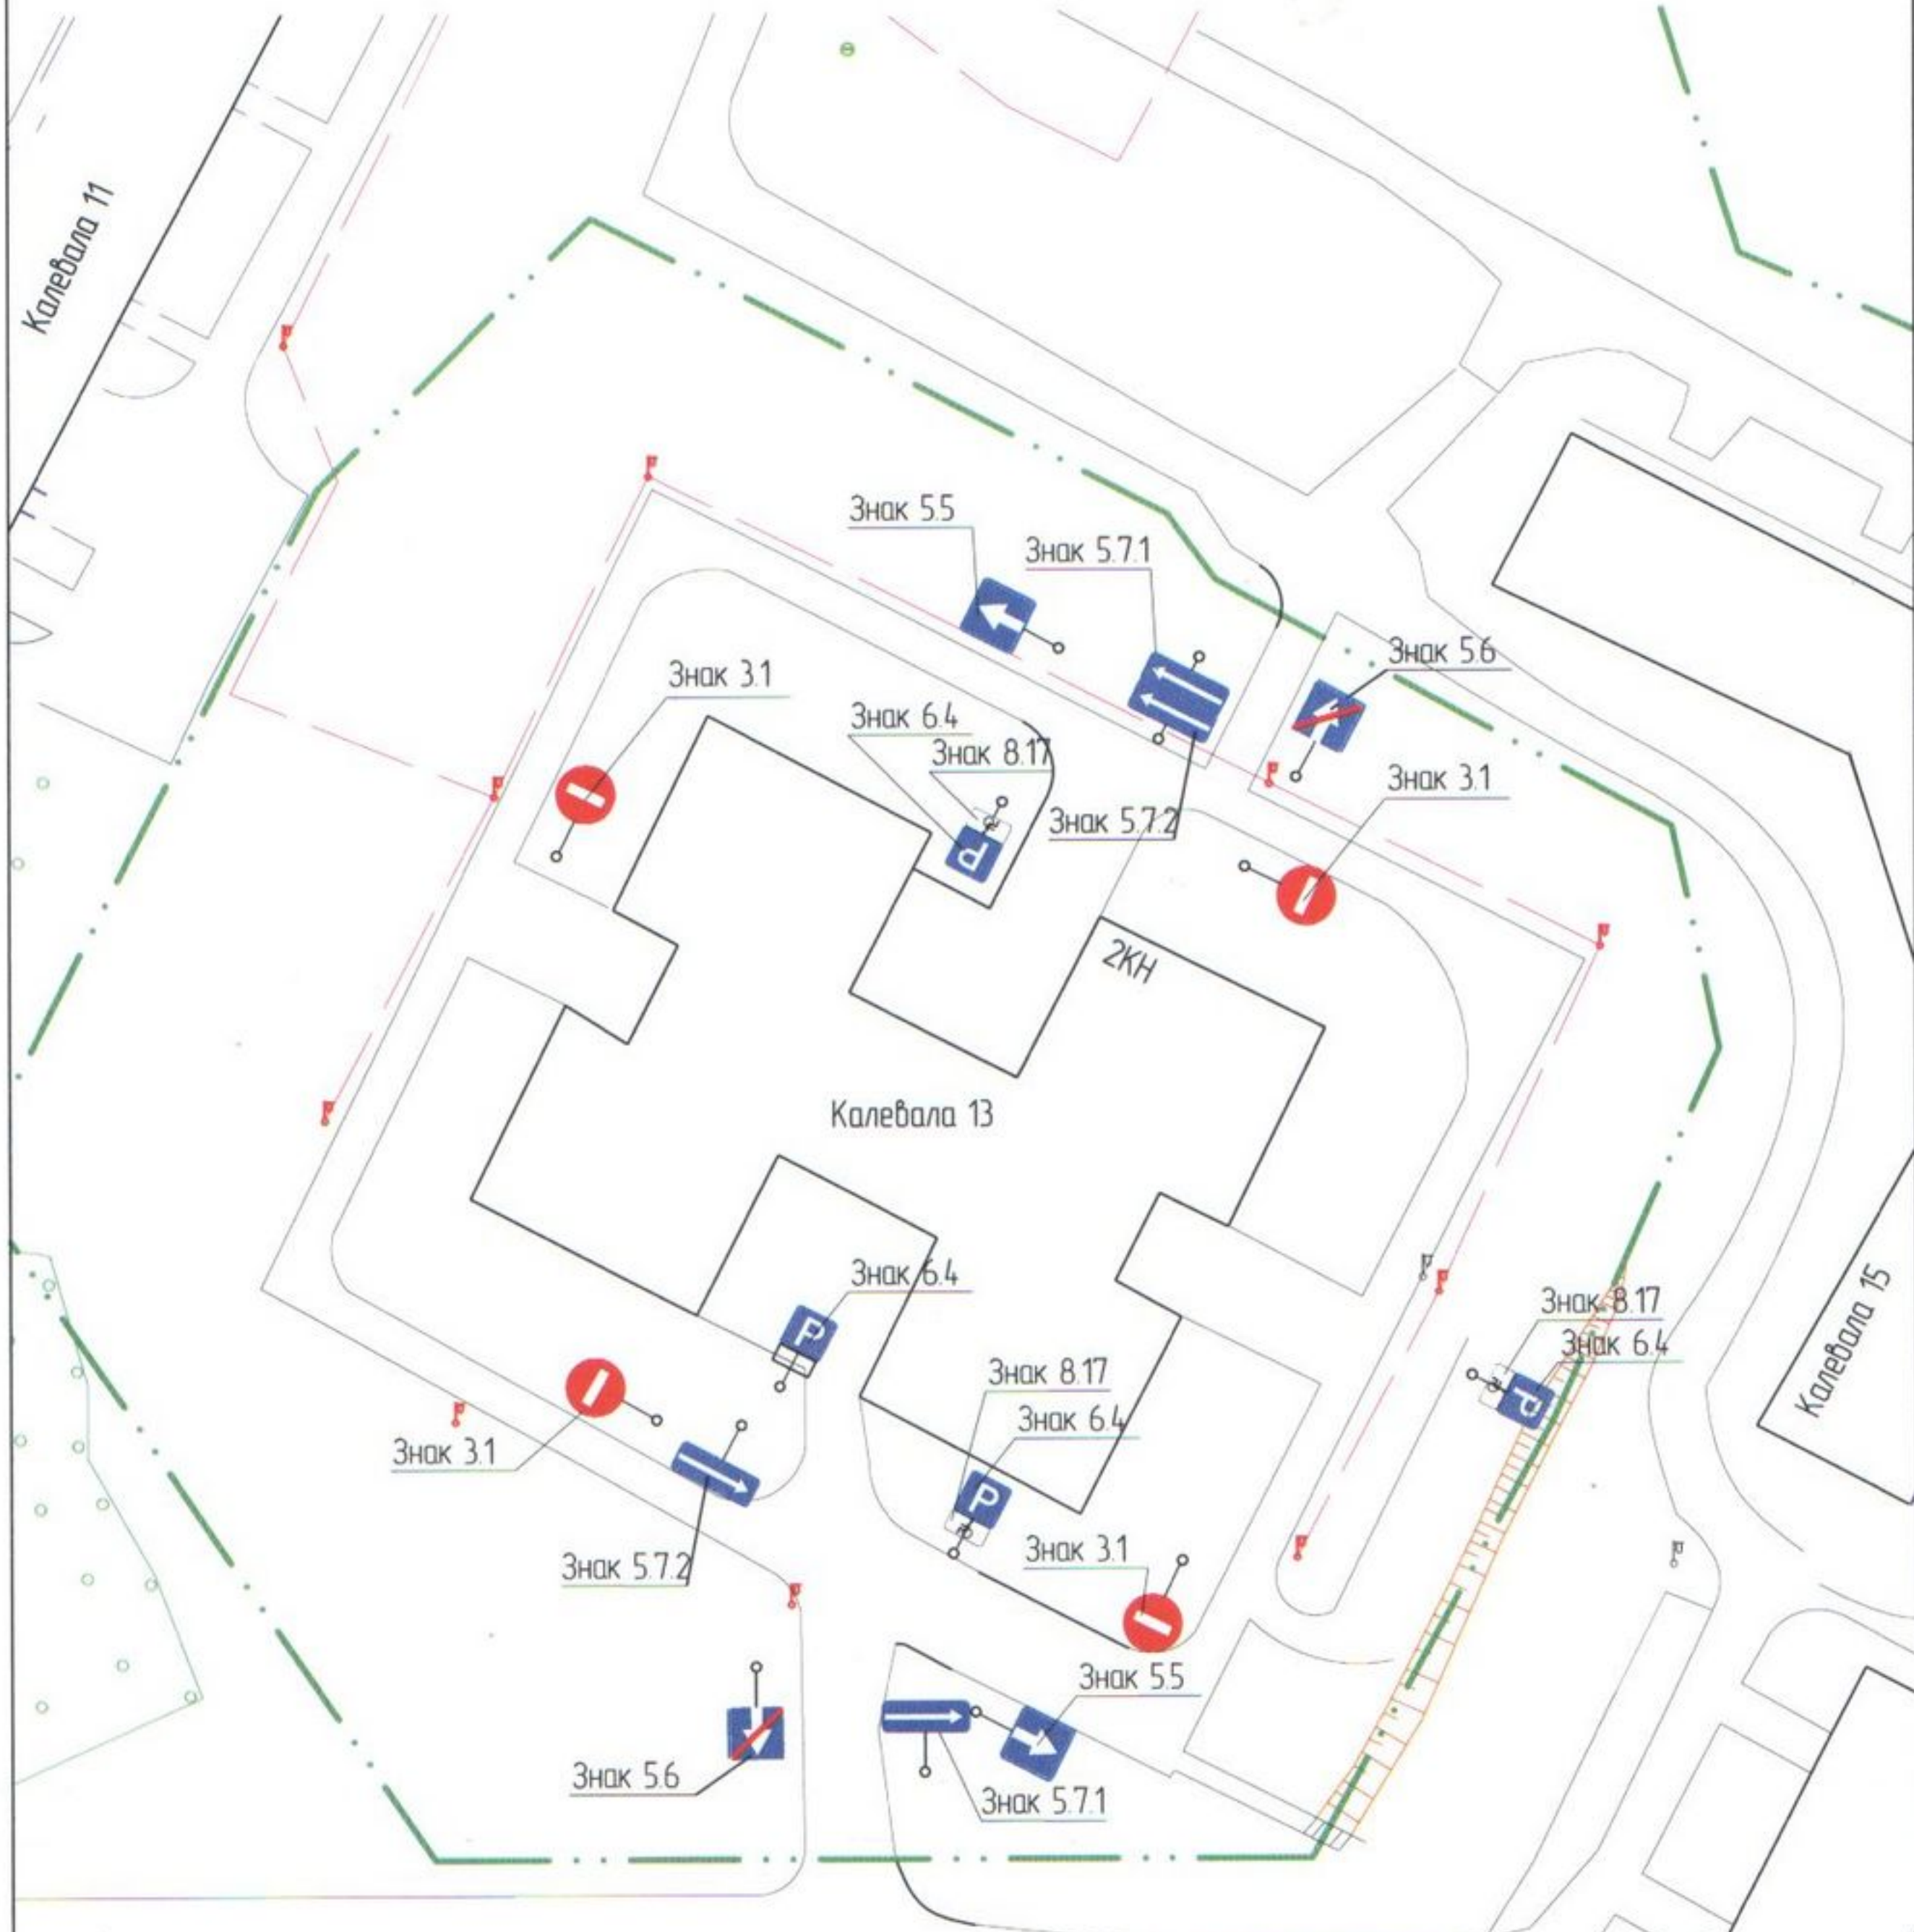 Калевала 11
Знак 5.5
Знак 5.7.1
Знак 5.6
Знак 3.1
Знак 6.4
Знак 8.17
Знак 3.1
Знак 5.7.2
2КН
Калевала 13
Знак 6.4
Знак 8.17
Знак 6.4
Калевала 15
P
P
Знак 8.17
Знак 6.4
P
P
Знак 3.1
Знак 3.1
Знак 5.7.2
Знак 5.5
Знак 5.6
Знак 5.7.1